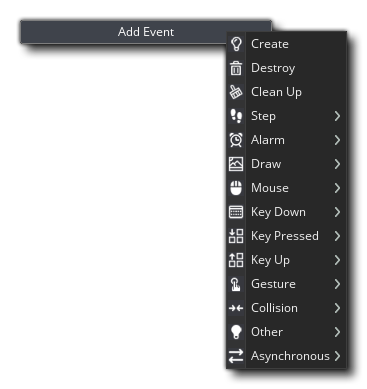 Add Event
Create
Destroy
Clean Up
Step
Alarm
Draw
Mouse
Key Down
Key Pressed
Key Up
Gesture
Collision
Other
Asynchronous